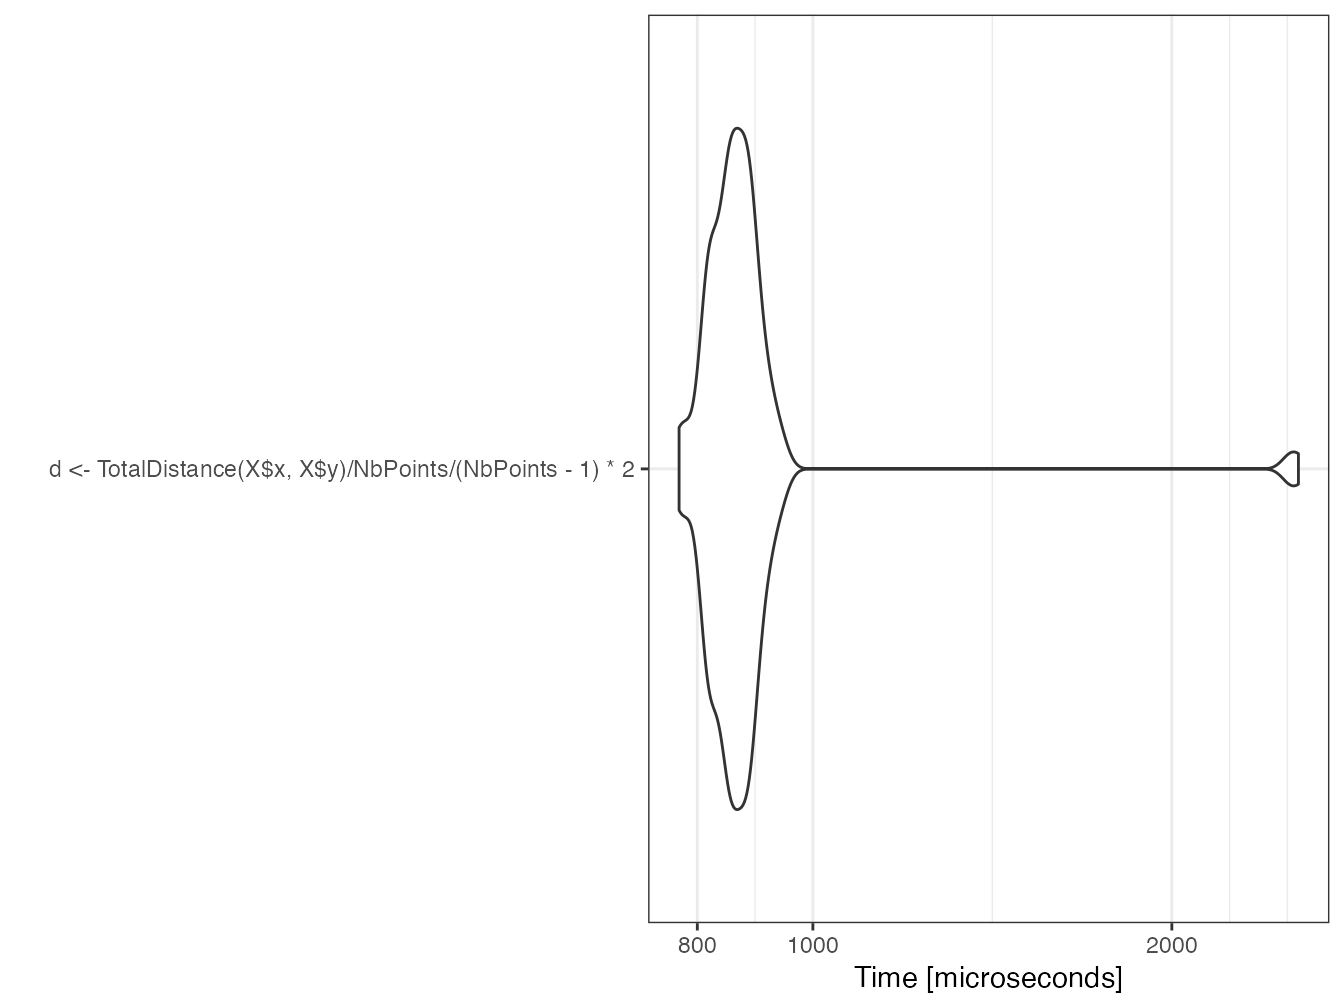 d <- TotalDistance(X$x, X$y)/NbPoints/(NbPoints - 1) * 2
800 1000 2000
Time [microseconds]